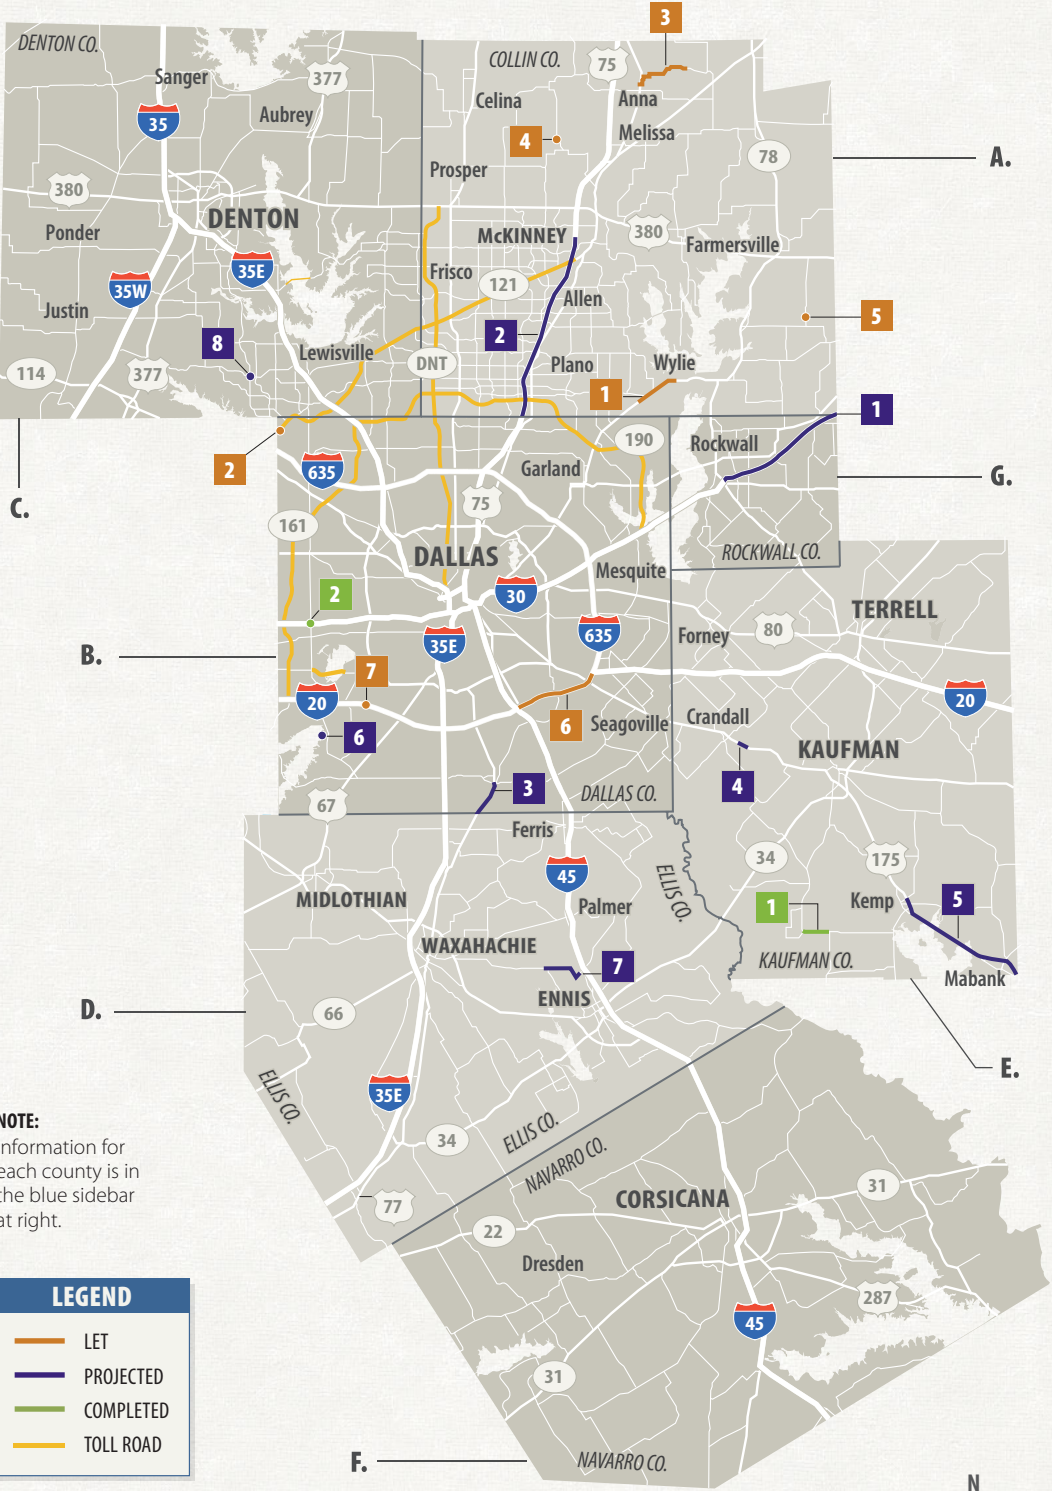 3
DENTON CO.
COLLIN CO.
75
Sanger
377
Celina
Anna
35
Aubrey
4
Melissa
78
A.
Prosper
380
DENTON
McKINNEY
380
Ponder
Farmersville
35E
Frisco
35W
121
Allen
Justin
5
8
2
Lewisville
DNT
Plano
Wylie
114
377
1
1
190
Rockwall
2
635
Garland
G.
C.
75
161
DALLAS
ROCKWALL CO.
Mesquite
2
30
TERRELL
635
Forney
80
35E
B.
7
20
20
6
Seagoville
Crandall
6
KAUFMAN
3
4
DALLAS CO.
67
Ferris
34
175
45
ELLIS CO.
MIDLOTHIAN
Kemp
5
Palmer
1
WAXAHACHIE
KAUFMAN CO.
7
Mabank
ENNIS
D.
66
E.
ELLIS CO.
35E
NOTE:
Information for
each county is in
the blue sidebar
at right.
34
ELLIS CO.
NAVARRO CO.
31
77
CORSICANA
22
Dresden
LEGEND
287
45
LET
31
PROJECTED
COMPLETED
TOLL ROAD
F.
NAVARRO CO.
N